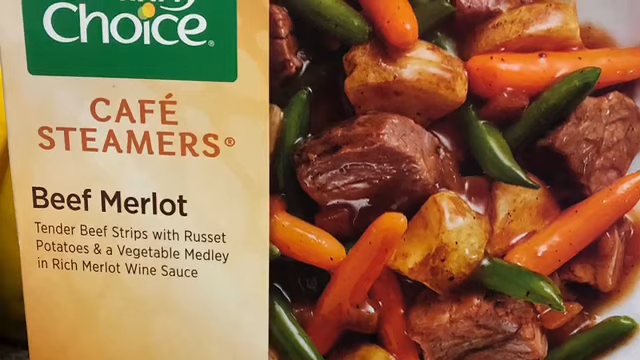 Choice®
CAFÉ
STEAMERS®
Beef Merlot
Tender Beef Strips with Russet
Potatoes & a Vegetable Medley
in Rich Merlot Wine Sauce